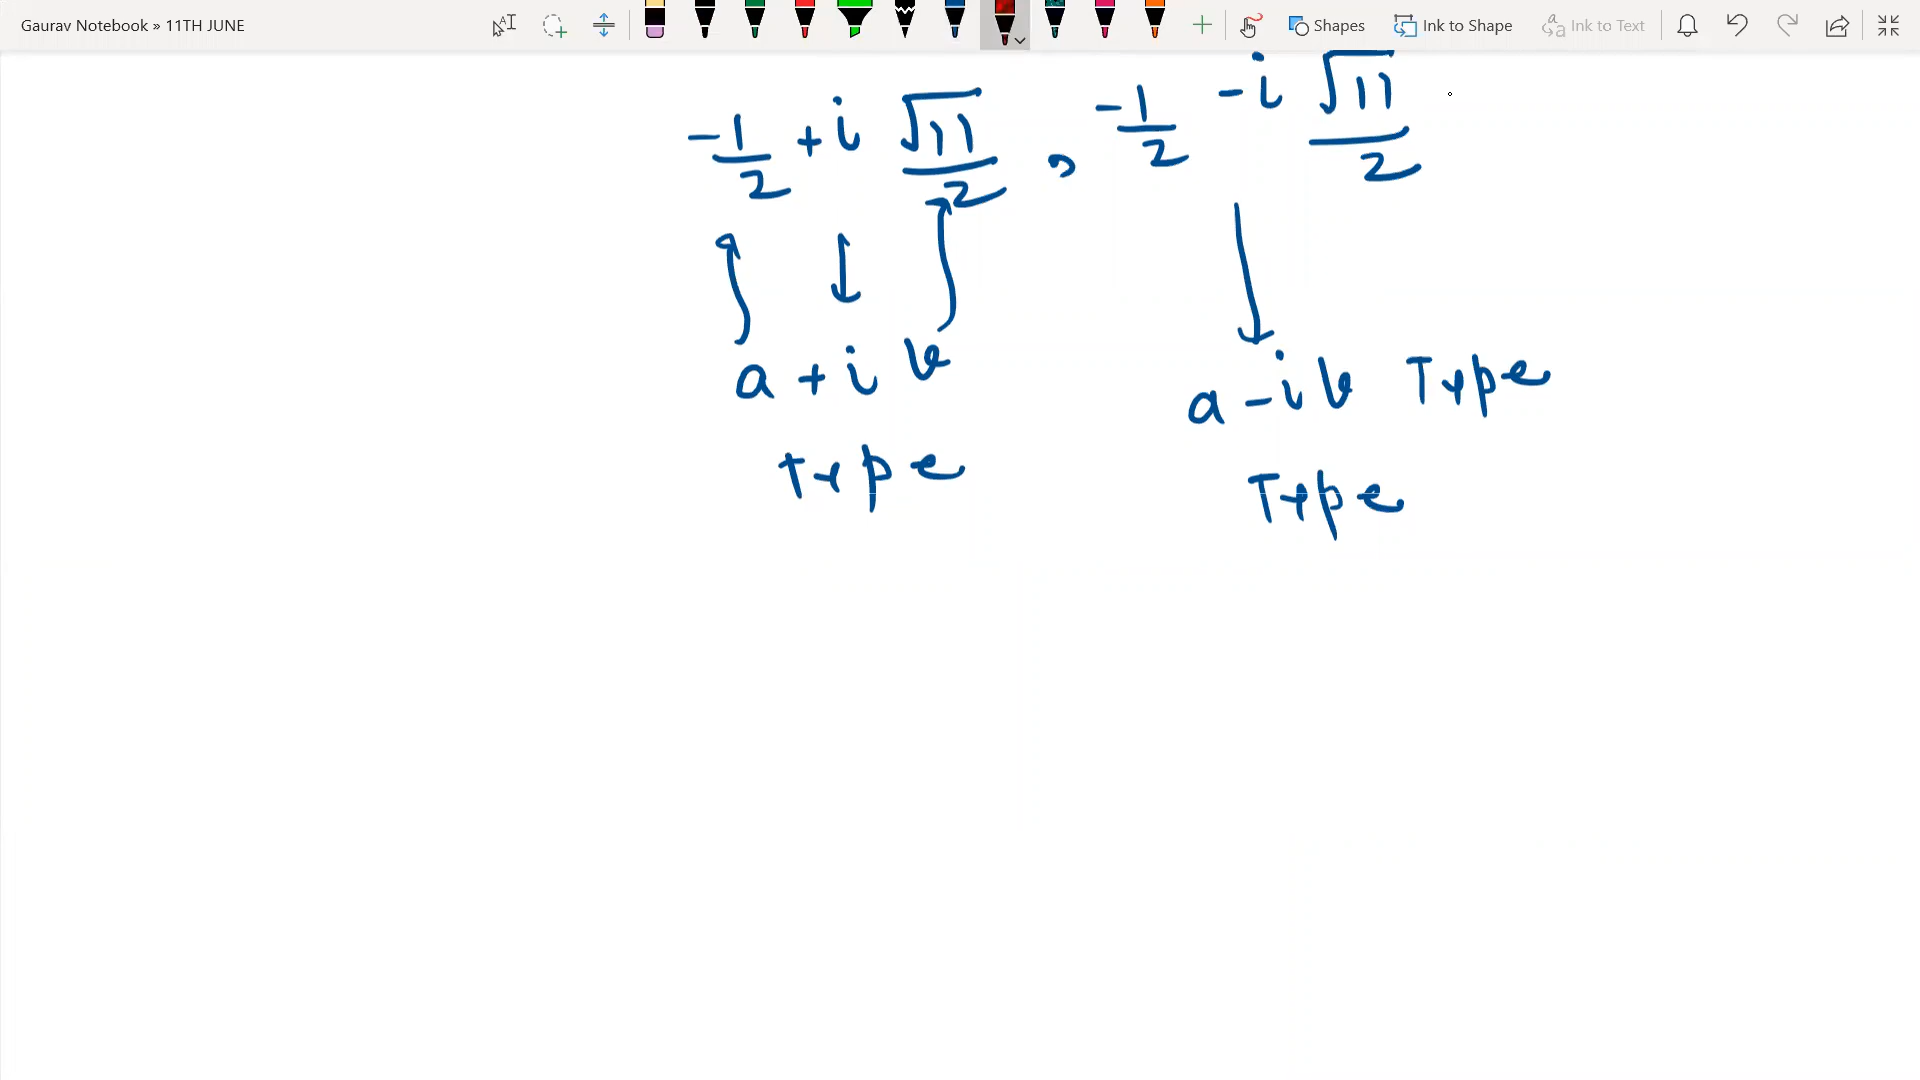 Gaurav Notebook » 11TH JUNE
Shapes
Ink to Shape
Ink to Text
-1/2 + i √11/2 , -1/2 - i √11/2
a + i b
a - i b Type
Type
Type